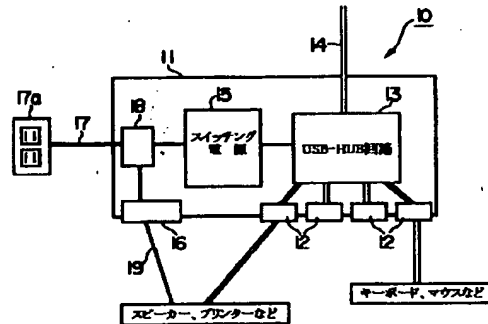 14
10
11
17a
15
13
17
18
スイッチング
電源
USB-HUB回路
16
12
12
19
スピーカー、プリンターなど
キーボード、マウスなど